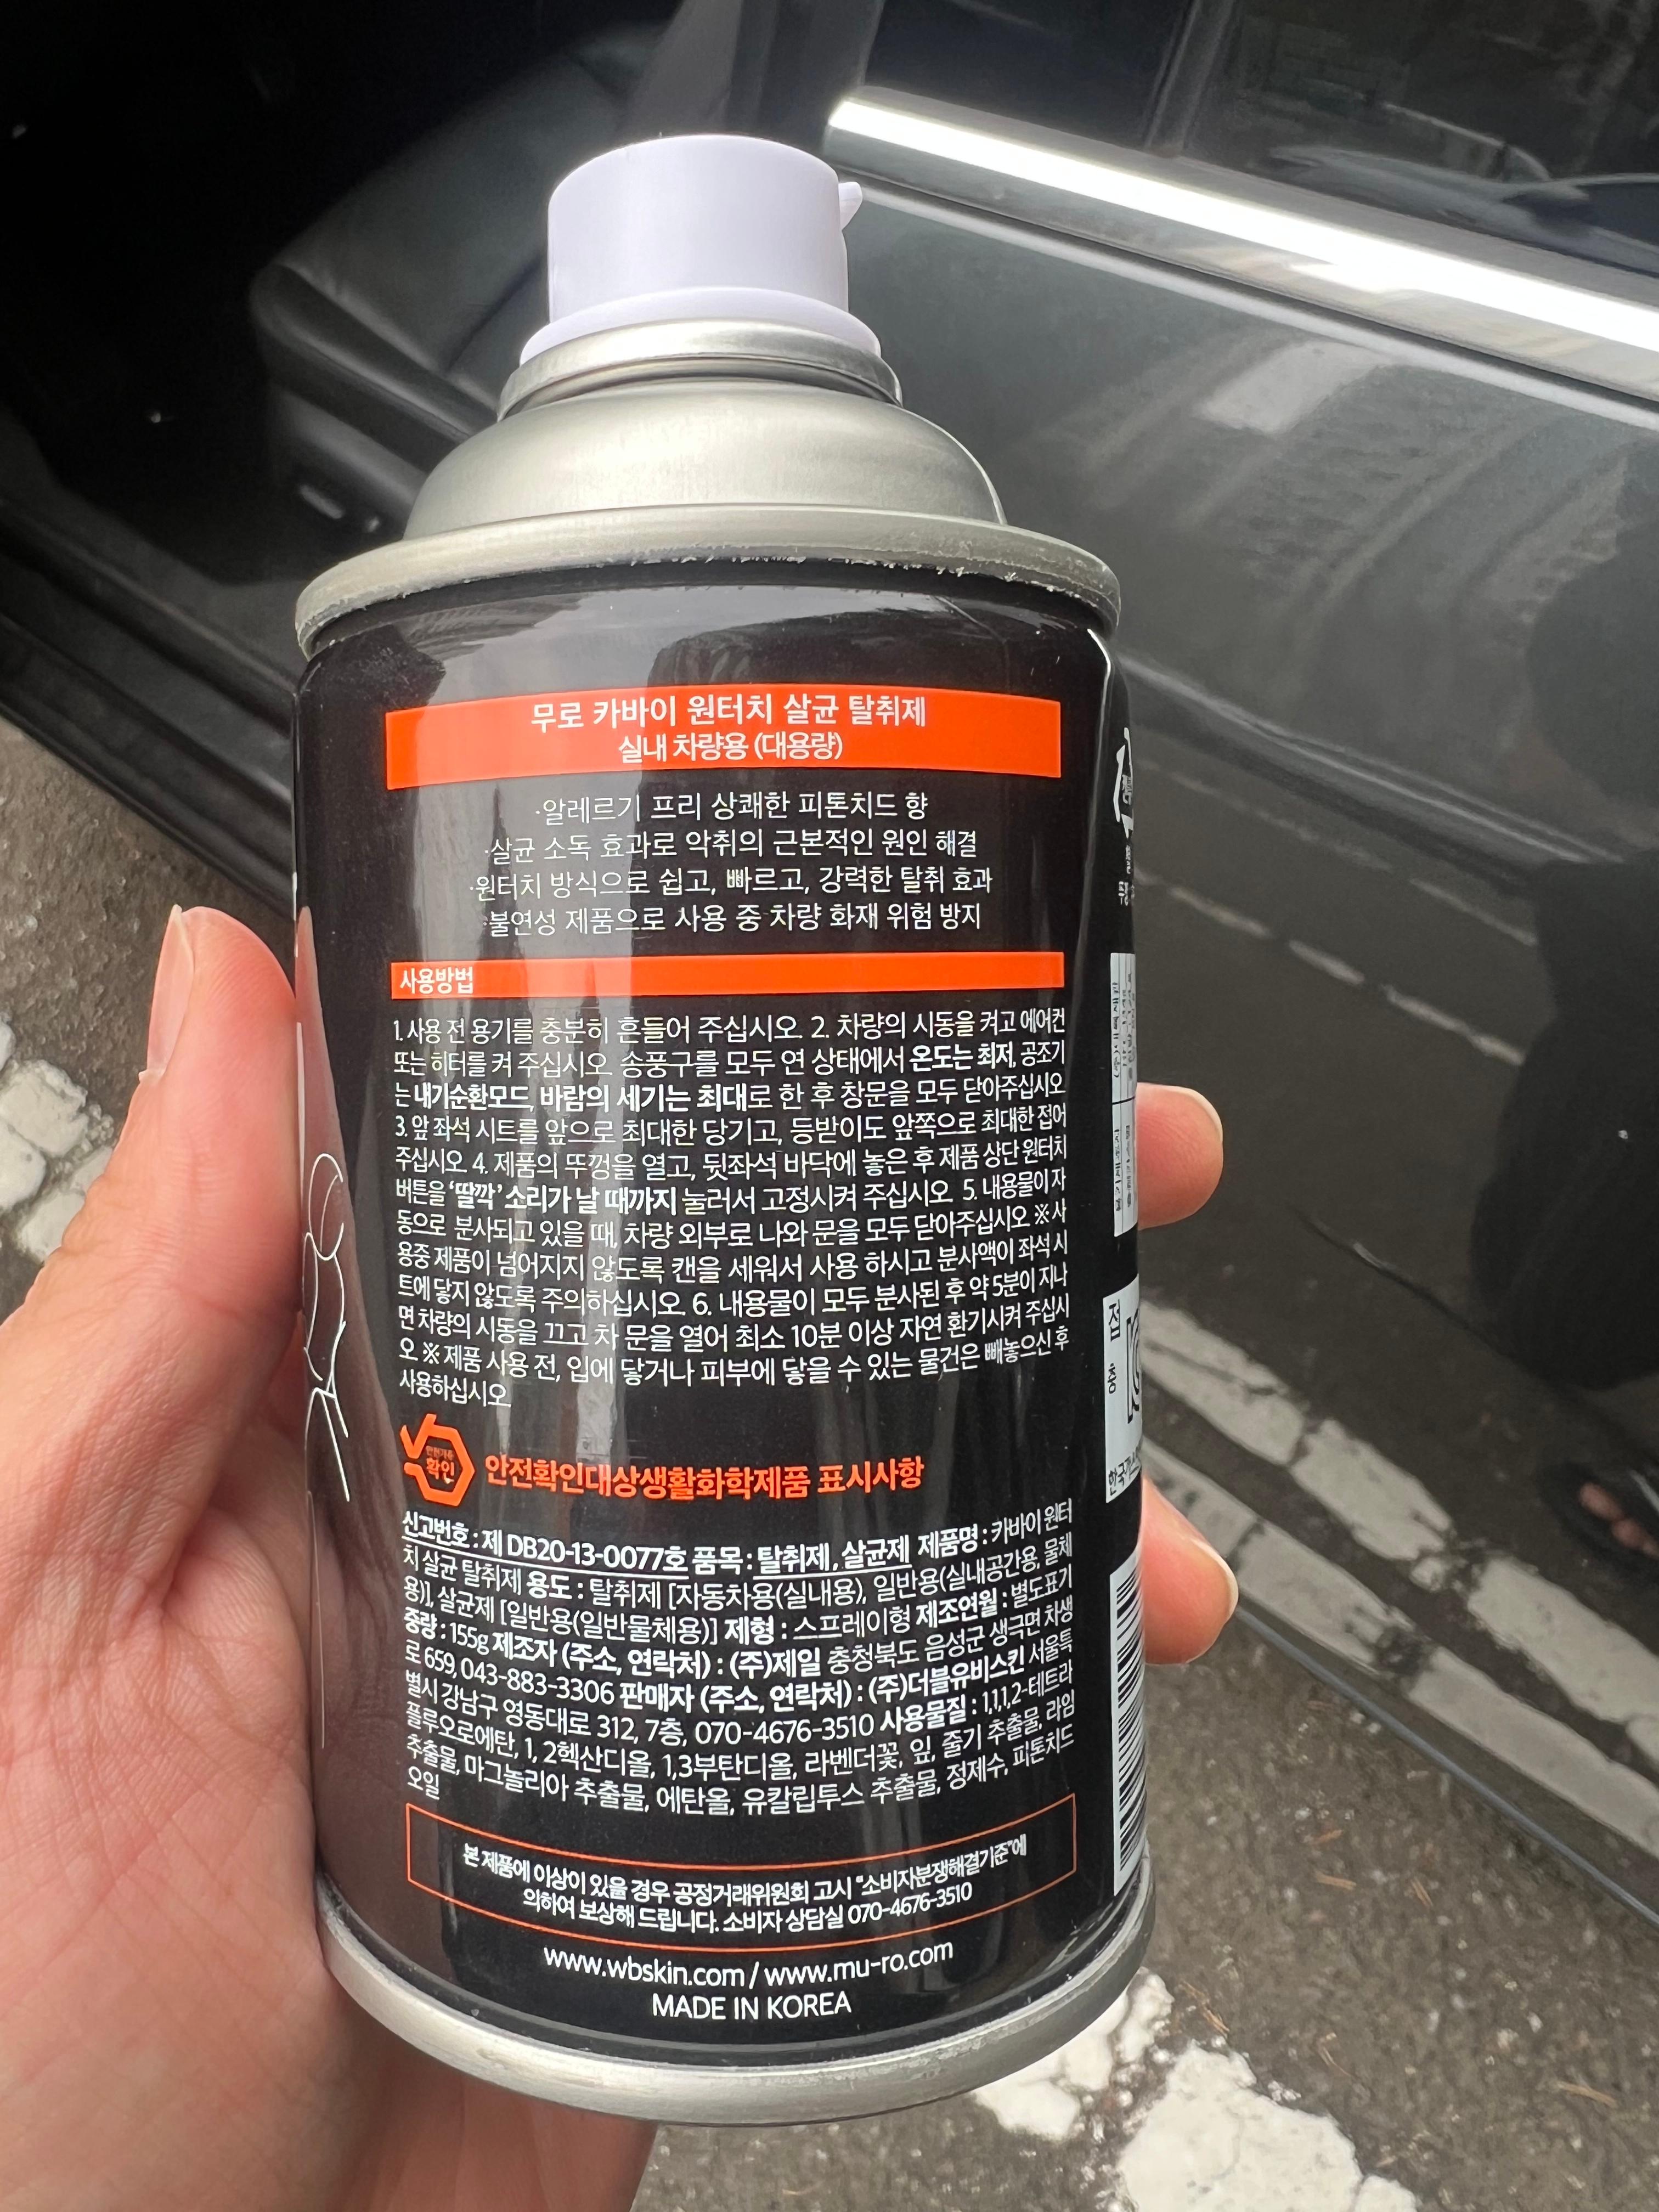 무로 카바이 원터치 살균 탈취제
실내 차량용 (대용량)
·알레르기 프리 상쾌한 피톤치드 향
·살균 소독 효과로 악취의 근본적인 원인 해결
·원터치 방식으로 쉽고, 빠르고, 강력한 탈취 효과
·불연성 제품으로 사용 중 차량 화재 위험 방지
사용방법
1. 사용 전 용기를 충분히 흔들어 주십시오. 2. 차량의 시동을 켜고 에어컨
또는 히터를 켜 주십시오. 송풍구를 모두 연 상태에서 온도는 최저, 공조기
는 내기순환모드, 바람의 세기는 최대로 한 후 창문을 모두 닫아주십시오.
3. 앞 좌석 시트를 앞으로 최대한 당기고, 등받이도 앞쪽으로 최대한 접어
주십시오. 4. 제품의 뚜껑을 열고, 뒷좌석 바닥에 놓은 후 제품 상단 원터치
버튼을 ‘딸깍’ 소리가 날 때까지 눌러서 고정시켜 주십시오. 5. 내용물이 자
동으로 분사되고 있을 때, 차량 외부로 나와 문을 모두 닫아주십시오. ※ 사
용중 제품이 넘어지지 않도록 캔을 세워서 사용 하시고 분사액이 좌석 시
트에 닿지 않도록 주의하십시오. 6. 내용물이 모두 분사된 후 약 5분이 지나
면 차량의 시동을 끄고 차 문을 열어 최소 10분 이상 자연 환기시켜 주십시
오. ※ 제품 사용 전, 입에 닿거나 피부에 닿을 수 있는 물건은 빼놓으신 후
사용하십시오.
확인
안전확인대상생활화학제품 표시사항
신고번호 : 제 DB20-13-0077호 품목 : 탈취제, 살균제 제품명 : 카바이 원터
치 살균 탈취제 용도 : 탈취제 [자동차용(실내용), 일반용(실내공간용, 물체
용)], 살균제 [일반용(일반물체용)] 제형 : 스프레이형 제조연월 : 별도표기
중량 : 155g 제조자 (주소, 연락처) : (주)제일 충청북도 음성군 생극면 차생
로 659, 043-883-3306 판매자 (주소, 연락처) : (주)더블유비스킨 서울특
별시 강남구 영동대로 312, 7층, 070-4676-3510 사용물질 : 1,1,1,2-테트라
플루오로에탄, 1, 2헥산디올, 1,3부탄디올, 라벤더꽃, 잎, 줄기 추출물, 라임
추출물, 마그놀리아 추출물, 에탄올, 유칼립투스 추출물, 정제수, 피톤치드
오일
본 제품에 이상이 있을 경우 공정거래위원회 고시 “소비자분쟁해결기준”에
의하여 보상해 드립니다. 소비자 상담실 070-4676-3510
www.wbskin.com / www.mu-ro.com
MADE IN KOREA